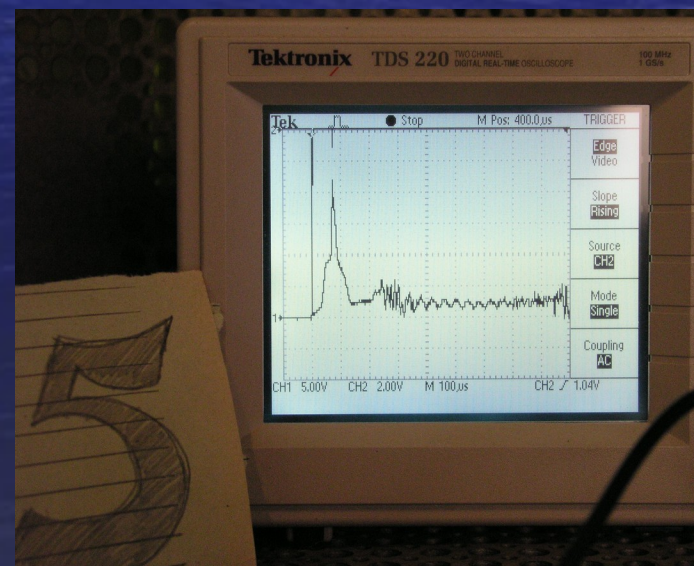 Tektronix TDS 220 TWO CHANNEL DIGITAL REAL-TIME OSCILLOSCOPE 100 MHz 1 GS/s
Tek Stop M Pos: 400.0µs TRIGGER
2
Edge
Video
Slope
Rising
Source
CH2
Mode
Single
1
Coupling
AC
CH1 5.00V CH2 2.00V M 100µs CH2 1.04V
5